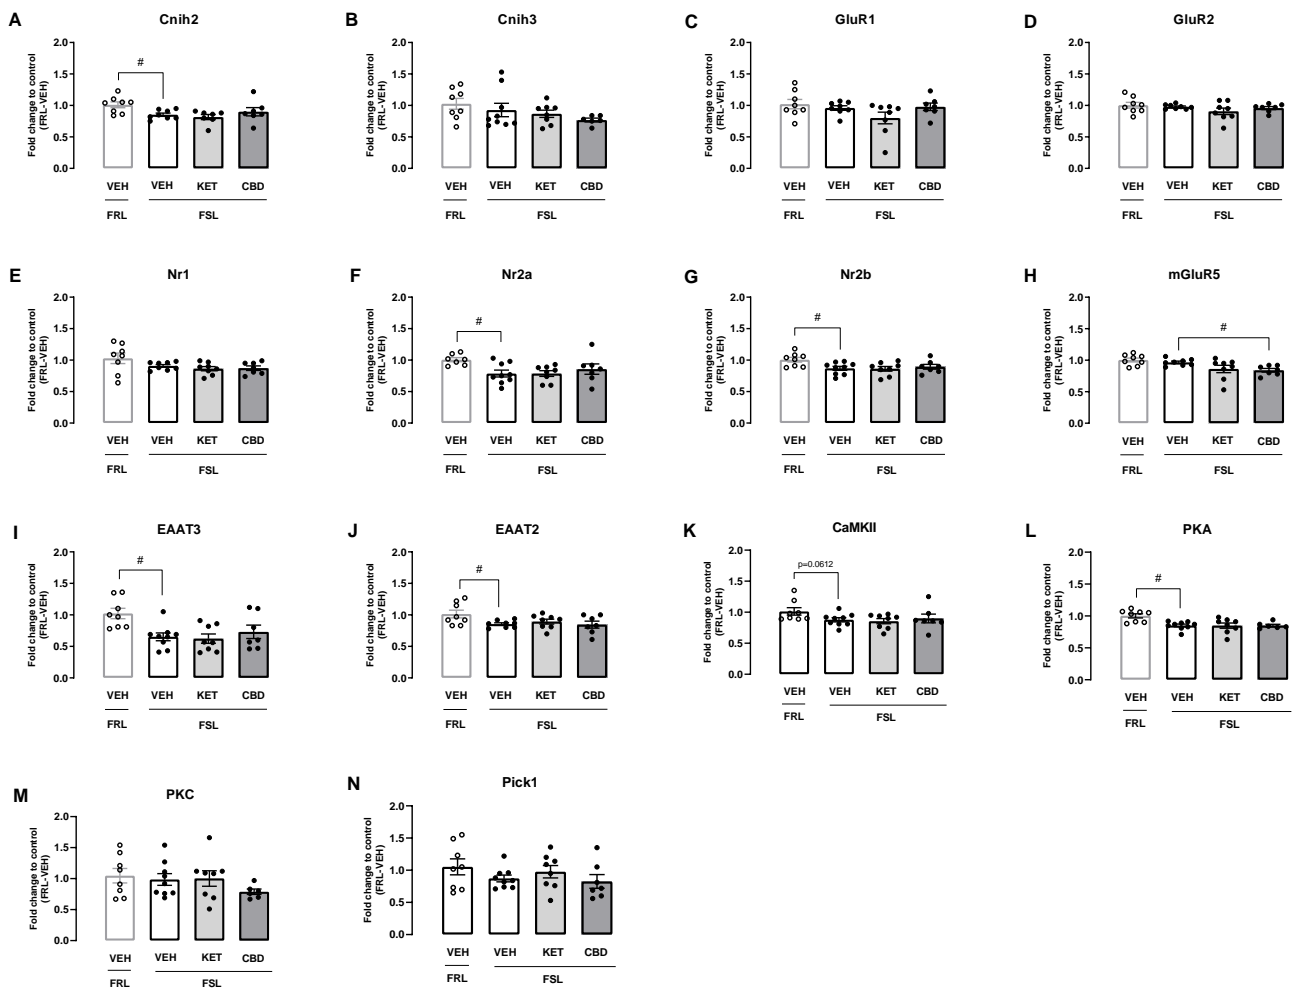 A
Cnih2
Fold change to control
(FRL-VEH)
2.0
1.5
1.0
0.5
0.0
#
VEH VEH KET CBD
FRL FSL
B
Cnih3
Fold change to control
(FRL-VEH)
2.0
1.5
1.0
0.5
0.0
VEH VEH KET CBD
FRL FSL
C
GluR1
Fold change to control
(FRL-VEH)
2.0
1.5
1.0
0.5
0.0
VEH VEH KET CBD
FRL FSL
D
GluR2
Fold change to control
(FRL-VEH)
2.0
1.5
1.0
0.5
0.0
VEH VEH KET CBD
FRL FSL
E
Nr1
Fold change to control
(FRL-VEH)
2.0
1.5
1.0
0.5
0.0
VEH VEH KET CBD
FRL FSL
F
Nr2a
Fold change to control
(FRL-VEH)
2.0
1.5
1.0
0.5
0.0
#
VEH VEH KET CBD
FRL FSL
G
Nr2b
Fold change to control
(FRL-VEH)
2.0
1.5
1.0
0.5
0.0
#
VEH VEH KET CBD
FRL FSL
H
mGluR5
Fold change to control
(FRL-VEH)
2.0
1.5
1.0
0.5
0.0
#
VEH VEH KET CBD
FRL FSL
I
EAAT3
Fold change to control
(FRL-VEH)
2.0
1.5
1.0
0.5
0.0
#
VEH VEH KET CBD
FRL FSL
J
EAAT2
Fold change to control
(FRL-VEH)
2.0
1.5
1.0
0.5
0.0
#
VEH VEH KET CBD
FRL FSL
K
CaMKII
Fold change to control
(FRL-VEH)
2.0
1.5
1.0
0.5
0.0
p=0.0612
VEH VEH KET CBD
FRL FSL
L
PKA
Fold change to control
(FRL-VEH)
2.0
1.5
1.0
0.5
0.0
#
VEH VEH KET CBD
FRL FSL
M
PKC
Fold change to control
(FRL-VEH)
2.0
1.5
1.0
0.5
0.0
VEH VEH KET CBD
FRL FSL
N
Pick1
Fold change to control
(FRL-VEH)
2.0
1.5
1.0
0.5
0.0
VEH VEH KET CBD
FRL FSL